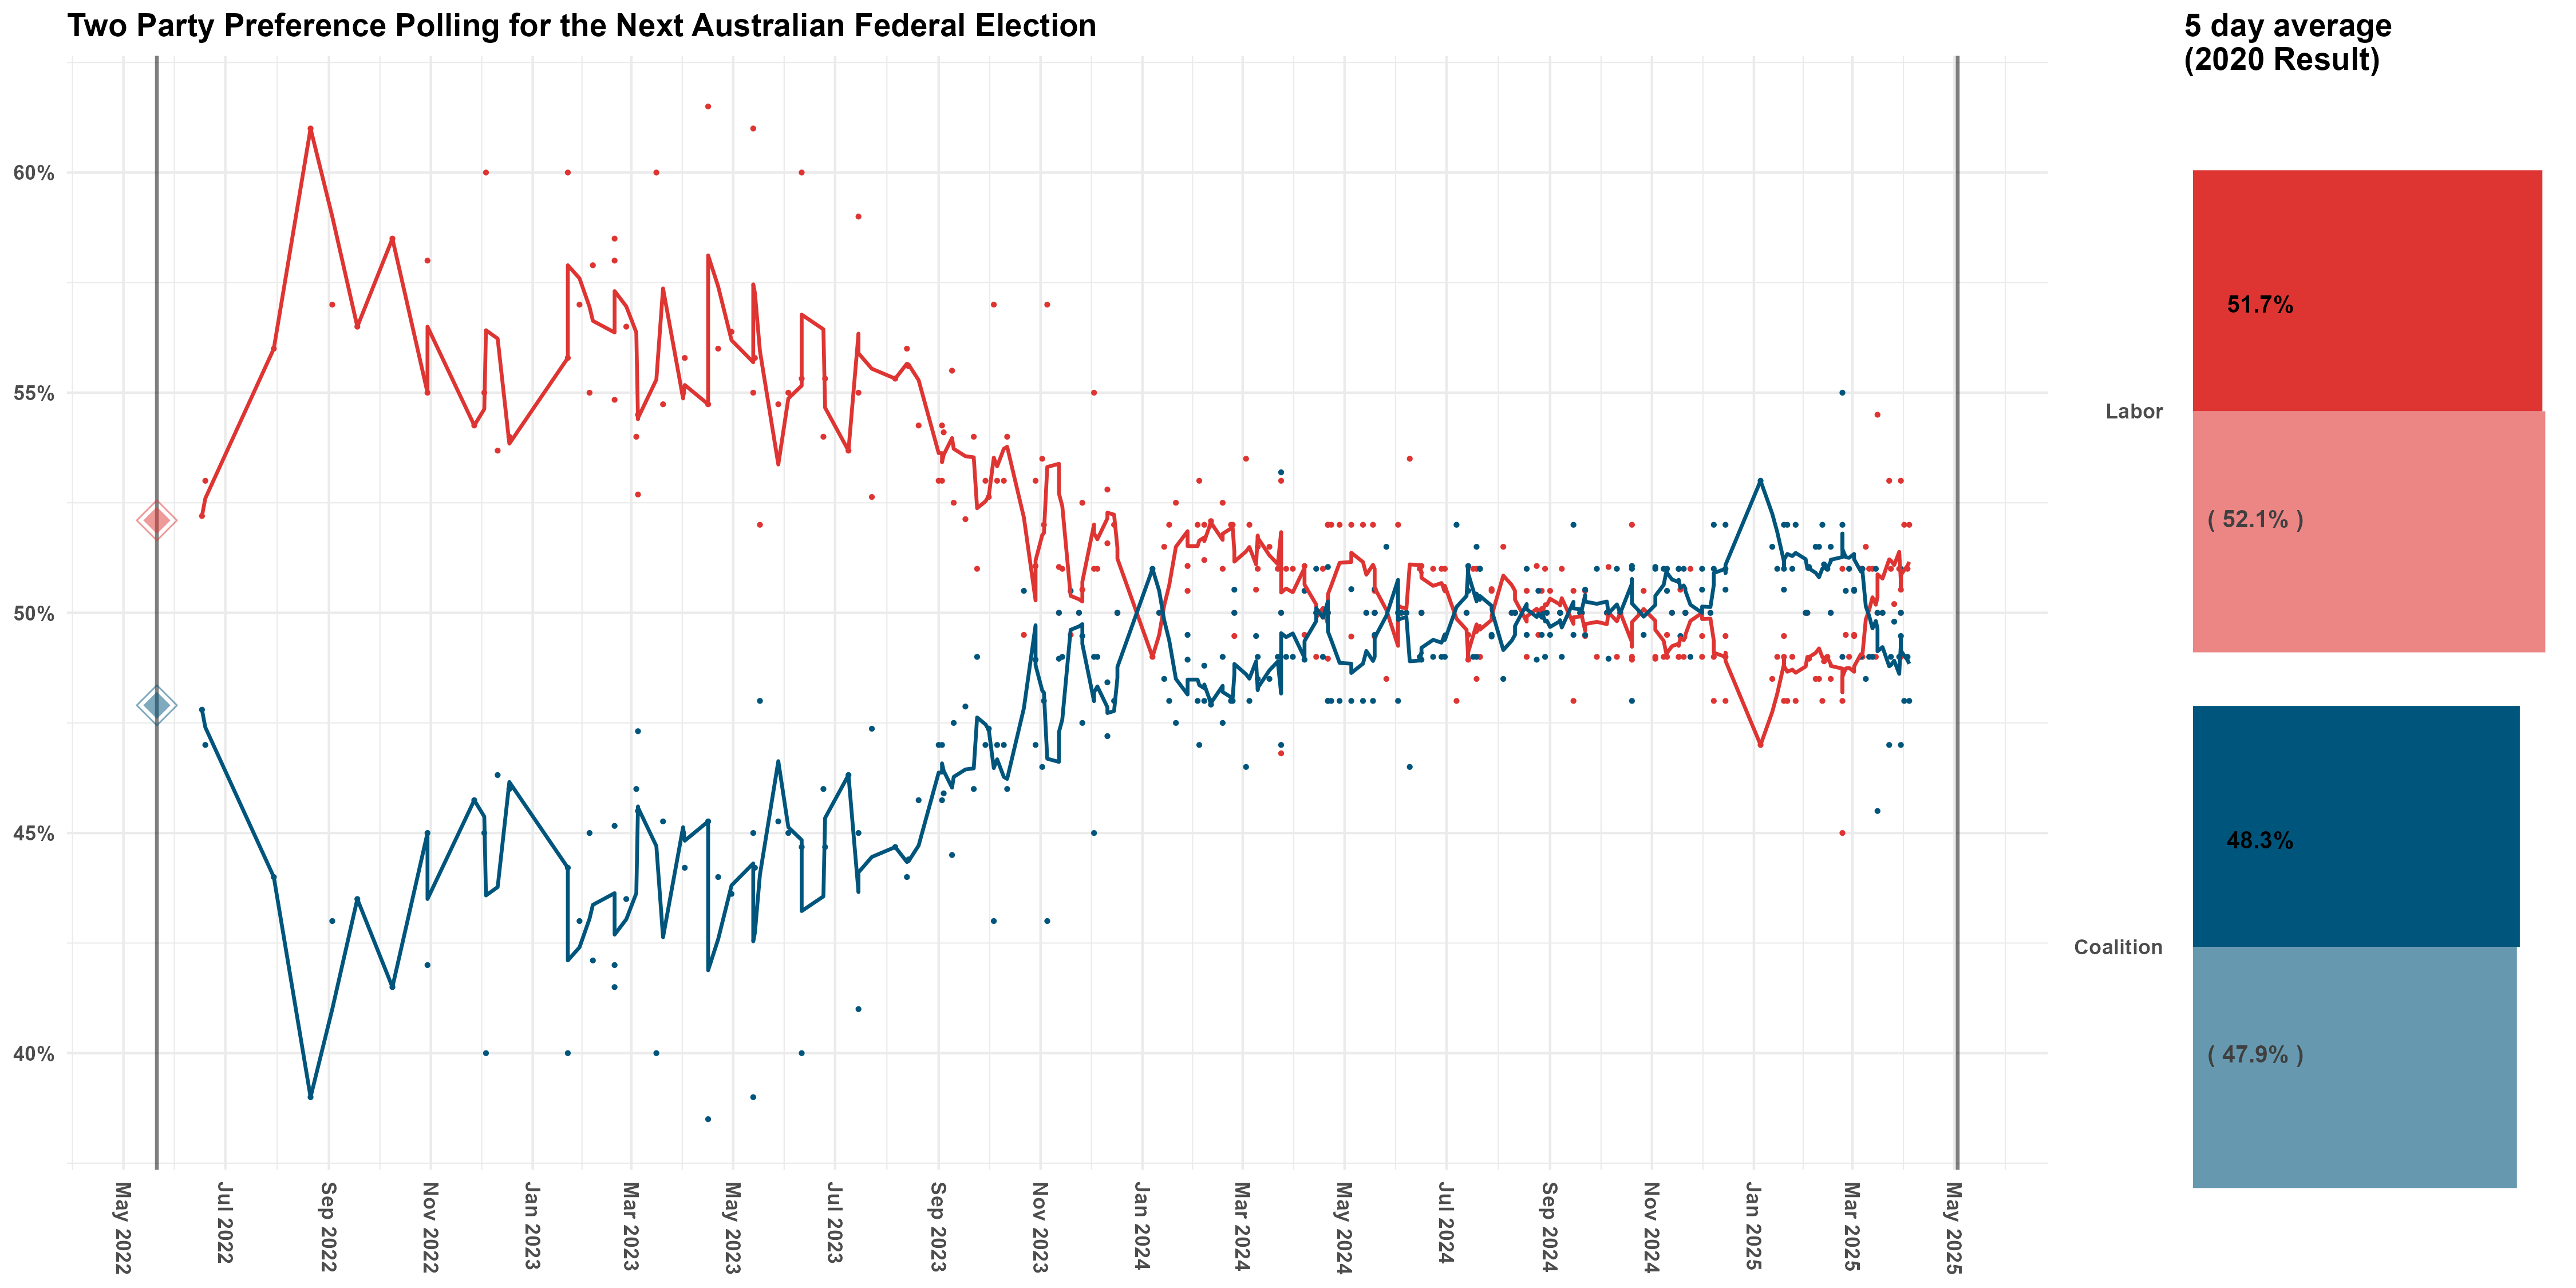 Two Party Preference Polling for the Next Australian Federal Election
5 day average
(2020 Result)
60%
55%
50%
45%
40%
May 2022
Jul 2022
Sep 2022
Nov 2022
Jan 2023
Mar 2023
May 2023
Jul 2023
Sep 2023
Nov 2023
Jan 2024
Mar 2024
May 2024
Jul 2024
Sep 2024
Nov 2024
Jan 2025
Mar 2025
May 2025
Labor
51.7%
( 52.1% )
Coalition
48.3%
( 47.9% )